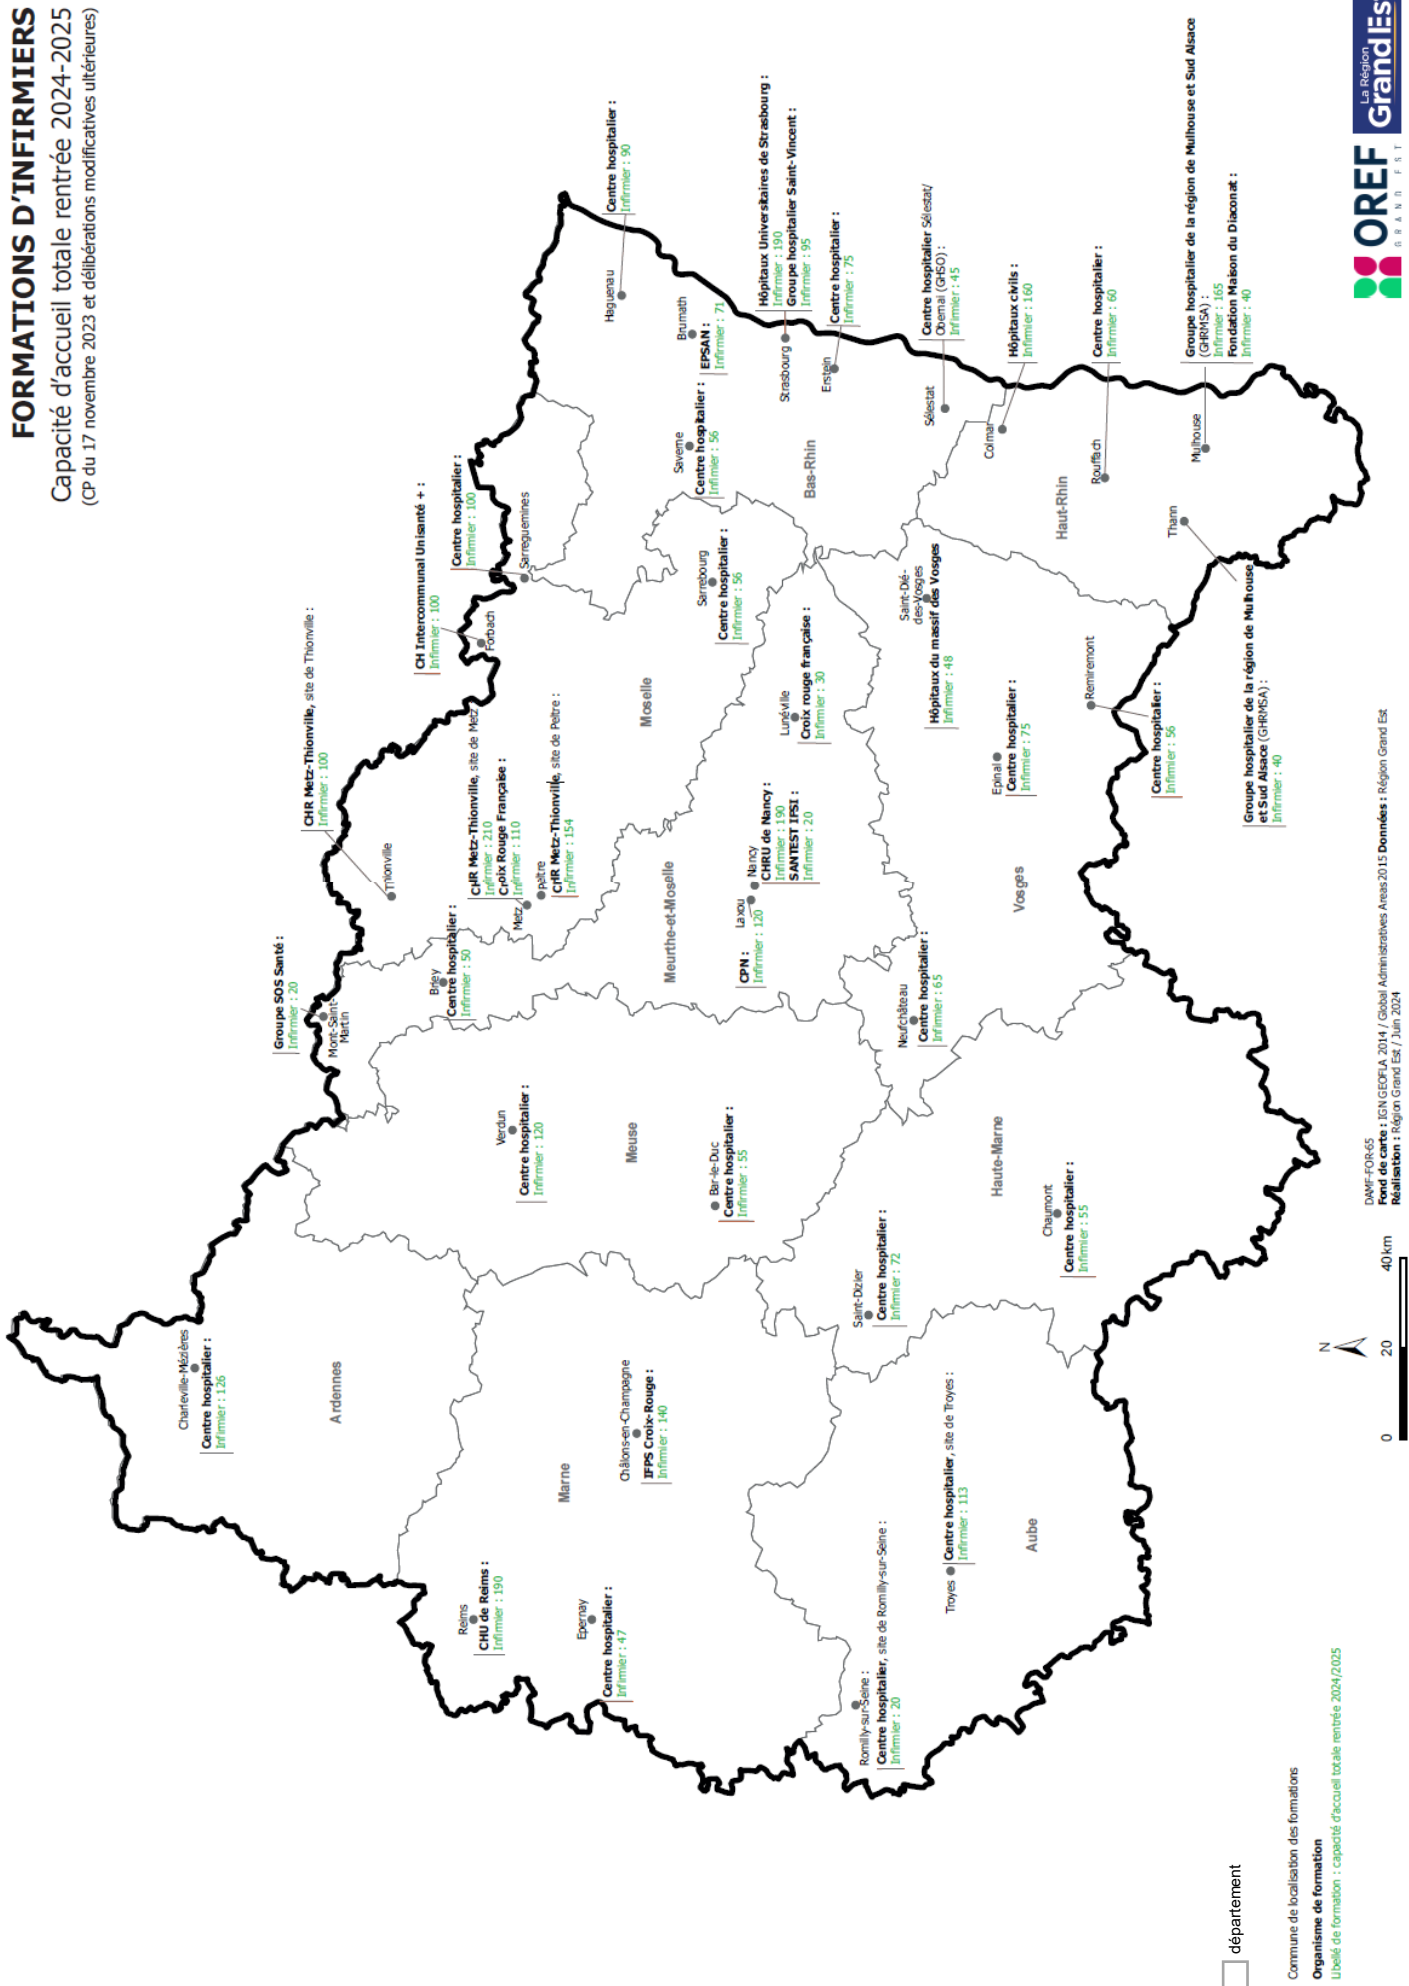 FORMATIONS D'INFIRMIERS
Capacité d'accueil totale rentrée 2024-2025
(CP du 17 novembre 2023 et délibérations modificatives ultérieures)
Charleville-Mézières
Centre hospitalier :
Infirmier : 126
Ardennes
Groupe SOS Santé :
Infirmier : 20
Mont-Saint-
Martin
CHR Metz-Thionville, site de Thionville :
Infirmier : 100
Thionville
CH Intercommunal Unisanté + :
Infirmier : 100
Forbach
Centre hospitalier :
Infirmier : 100
Sarreguemines
Briey
Centre hospitalier :
Infirmier : 50
CHR Metz-Thionville, site de Metz
Infirmier : 210
Croix Rouge Française :
Infirmier : 110
Metz
peltre
CHR Metz-Thionville, site de Peltre :
Infirmier : 154
Reims
CHU de Reims :
Infirmier : 190
Verdun
Centre hospitalier :
Infirmier : 120
Marne
Epernay
Centre hospitalier :
Infirmier : 47
Châlons-en-Champagne
IFPS Croix-Rouge :
Infirmier : 140
Meuse
Meurthe-et-Moselle
Moselle
Haguenau
Centre hospitalier :
Infirmier : 90
Brumath
EPSAN :
Infirmier : 71
Saverne
Centre hospitalier :
Infirmier : 56
Sarrebourg
Centre hospitalier :
Infirmier : 56
Bar-le-Duc
Centre hospitalier :
Infirmier : 55
Laxou
CPN :
Infirmier : 120
Nancy
CHRU de Nancy :
Infirmier : 190
SANTEST IFSI :
Infirmier : 20
Lunéville
Croix rouge française :
Infirmier : 30
Strasbourg
Hôpitaux Universitaires de Strasbourg :
Infirmier : 190
Groupe hospitalier Saint-Vincent :
Infirmier : 95
Bas-Rhin
Erstein
Centre hospitalier :
Infirmier : 75
Romilly-sur-Seine :
Centre hospitalier, site de Romilly-sur-Seine :
Infirmier : 20
Saint-Dizier
Centre hospitalier :
Infirmier : 72
Neufchâteau
Centre hospitalier :
Infirmier : 65
Saint-Dié-
des-Vosges
Hôpitaux du massif des Vosges
Infirmier : 48
Sélestat
Centre hospitalier Sélestat/
Obernai (GHSO) :
Infirmier : 45
Troyes
Centre hospitalier, site de Troyes :
Infirmier : 113
Aube
Haute-Marne
Vosges
Epinal
Centre hospitalier :
Infirmier : 75
Colmar
Hôpitaux civils :
Infirmier : 160
Chaumont
Centre hospitalier :
Infirmier : 55
Haut-Rhin
Rouffach
Centre hospitalier :
Infirmier : 60
Remiremont
Centre hospitalier :
Infirmier : 56
Thann
Groupe hospitalier de la région de Mulhouse
et Sud Alsace (GHRMSA) :
Infirmier : 40
Mulhouse
Groupe hospitalier de la région de Mulhouse et Sud Alsace
(GHRMSA) :
Infirmier : 165
Fondation Maison du Diaconat :
Infirmier : 40
département
Commune de localisation des formations
Organisme de formation
Libellé de formation : capacité d'accueil totale rentrée 2024/2025
N
0 20 40 km
DAMF-FOR-65
Fond de carte : IGN GEOFLA 2014 / Global Administratives Areas 2015 Données : Région Grand Est
Réalisation : Région Grand Est / Juin 2024
OREF
GRAND EST
La Région
GrandEst